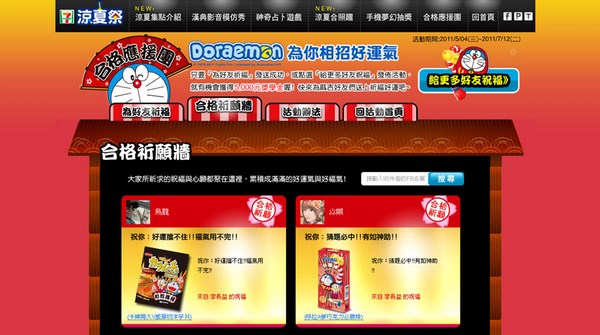 7 涼夏祭
NEW!
涼夏集點介紹
漢典影音模仿秀
神奇占卜遊戲
NEW!
涼夏合照趣
手機夢幻抽獎
合格應援團
回首頁
F P T
活動期間:2011/5/04(三)~2011/7/12(二)
合格應援團
Doraemon 為你相招好運氣
只要「為好友祈福」發送成功，或點選「給更多好友祝福」發佈活動，
就有機會獲得2,000元獎學金喔! 快來為麻吉好友們送上祈福好運吧~
給更多好友祝福
為好友祈福
合格祈願牆
活動辦法
回活動首頁
合格祈願牆
大家所祈求的祝福與心願都聚在這裡，累積成滿滿的好運氣與好福氣!
搜尋
烏龍
合格祈願
祝你：好運擋不住!!福氣用不完!!
祝你：好運擋不住!!福氣用
不完!!
來自 李長益 的祝福
合格祈願
祝你：猜題必中!!有如神助!!
祝你：猜題必中!!有如神助
!!
來自 李長益 的祝福